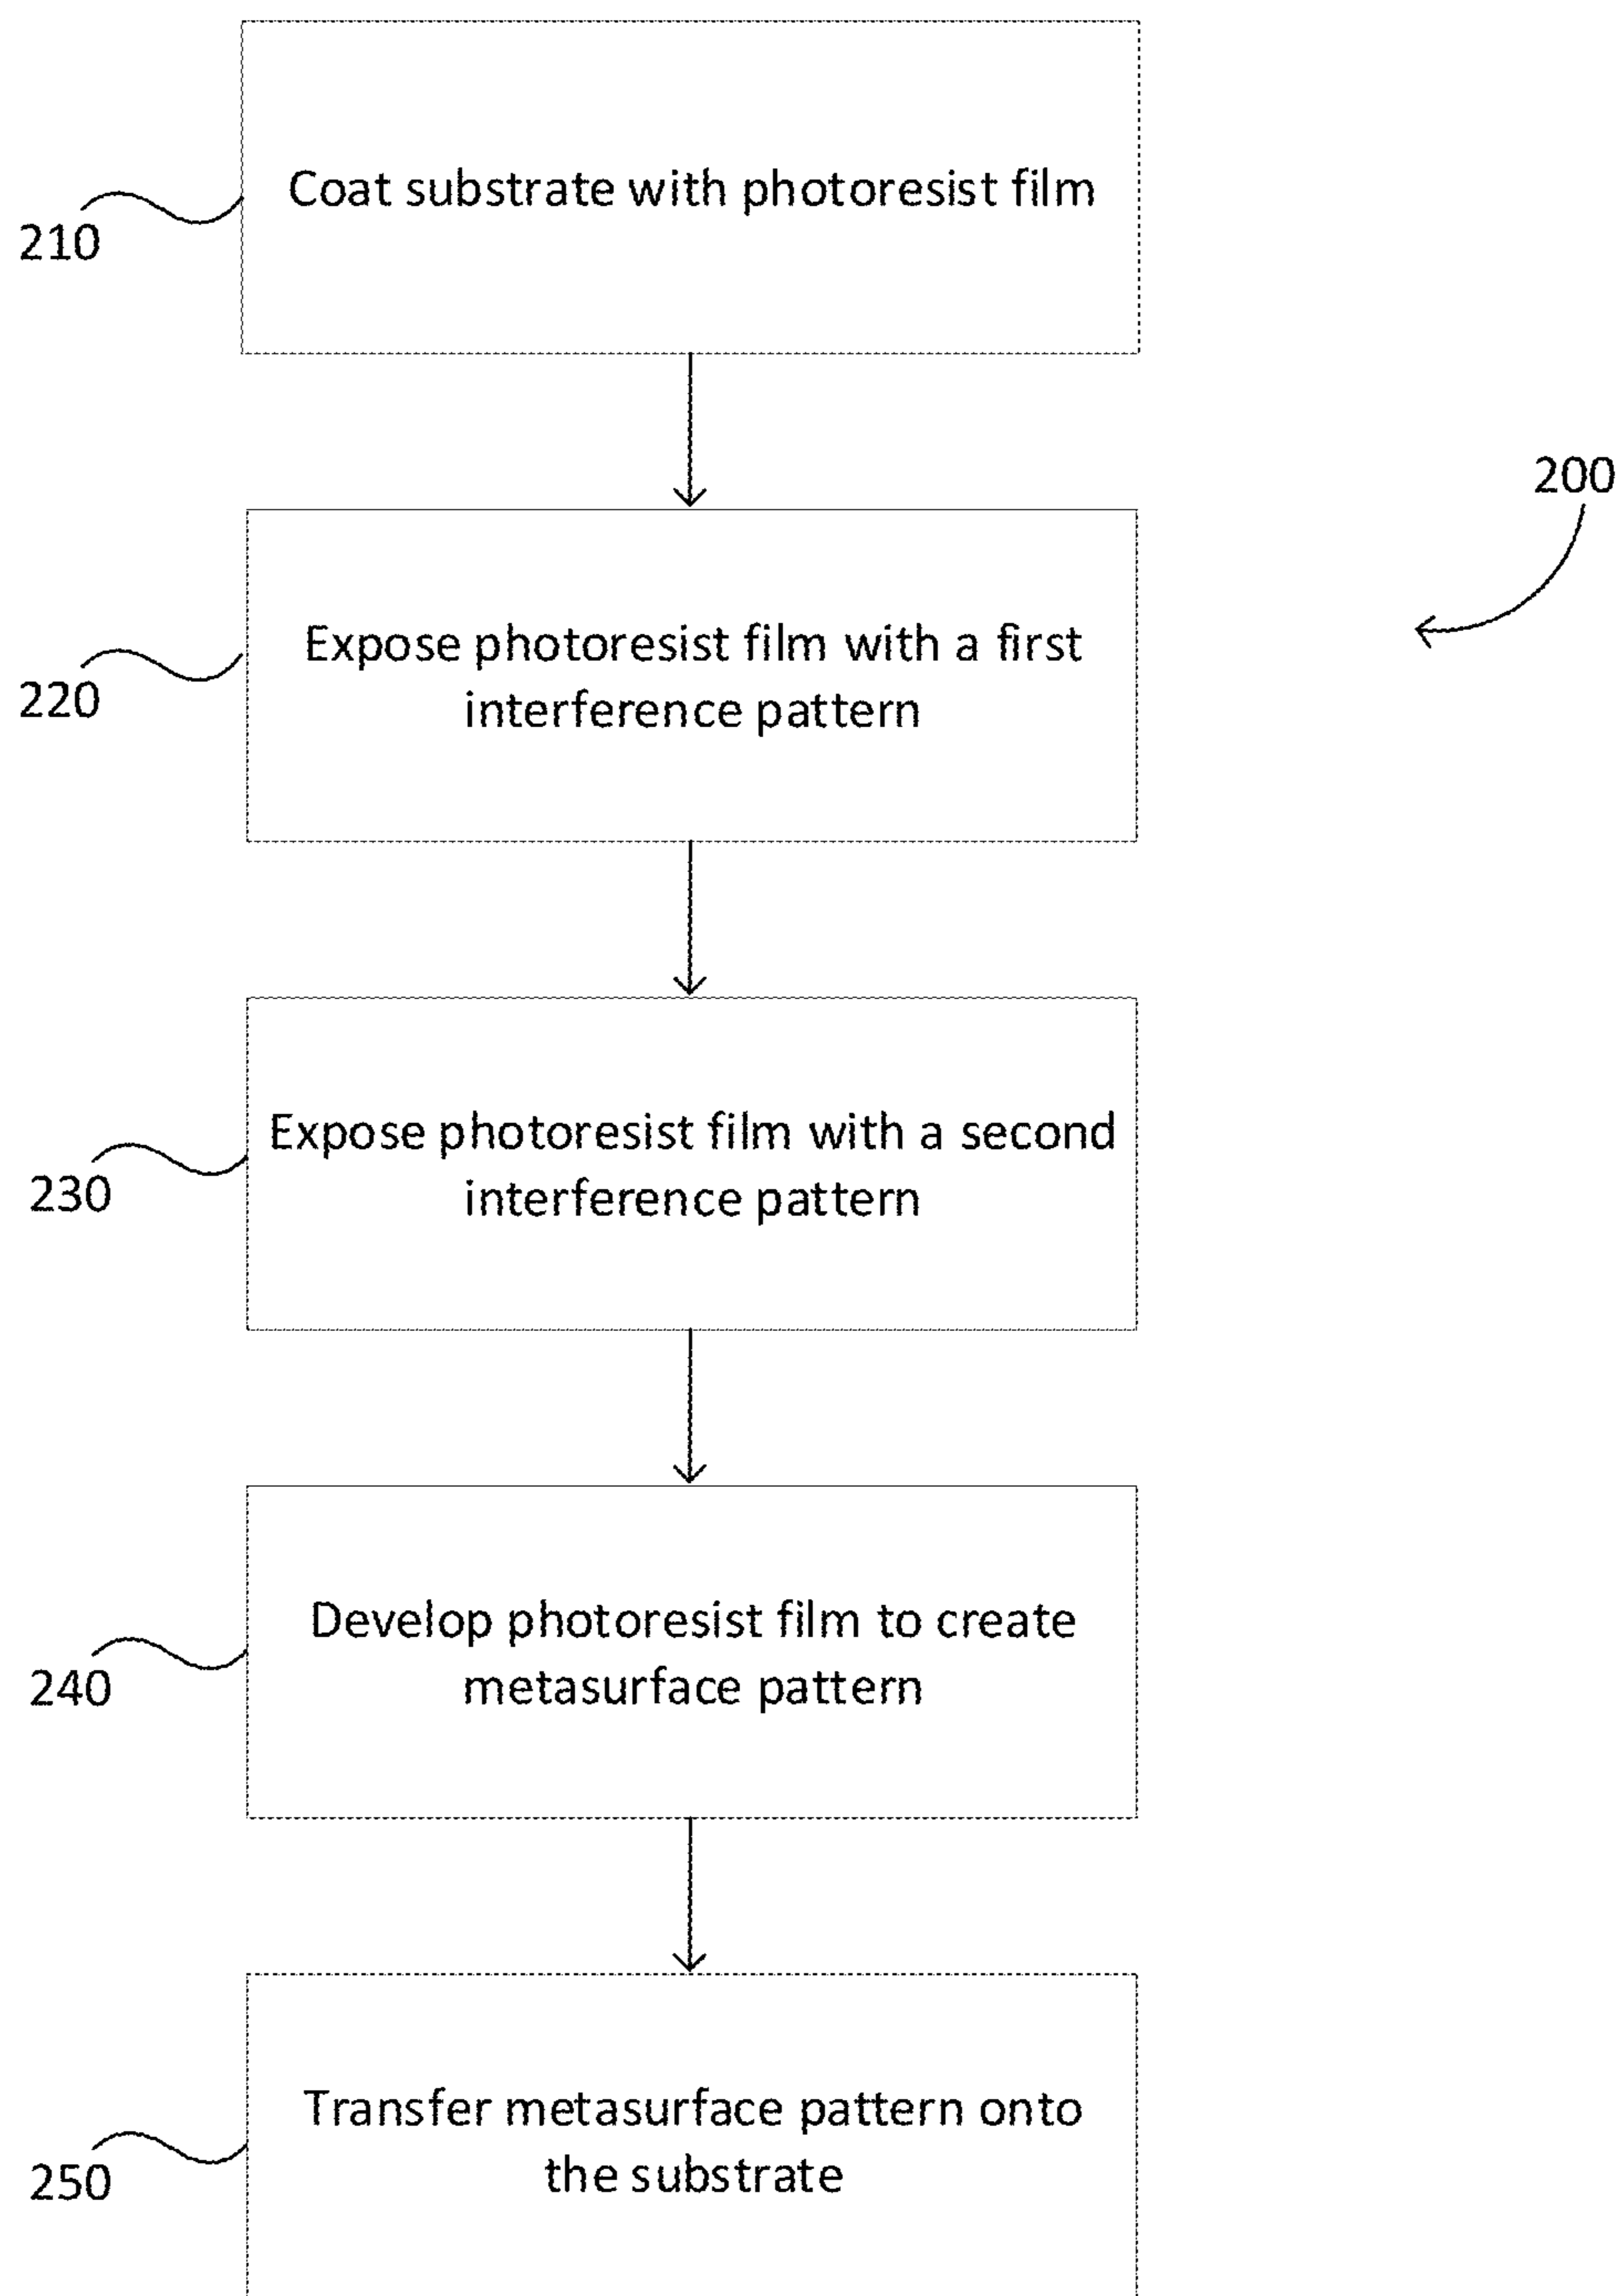 Coat substrate with photoresist film
210
200
Expose photoresist film with a first
interference pattern
220
Expose photoresist film with a second
interference pattern
230
Develop photoresist film to create
metasurface pattern
240
Transfer metasurface pattern onto
the substrate
250